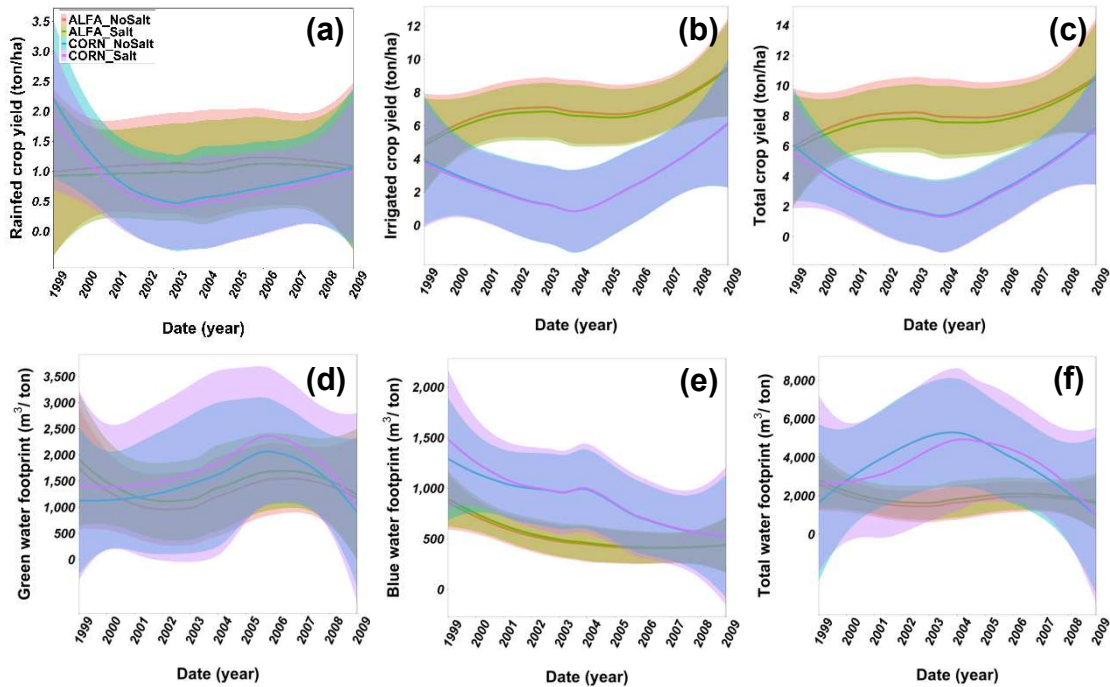 (a)
ALFA_NoSalt
ALFA_Salt
CORN_NoSalt
CORN_Salt
Rainfed crop yield (ton/ha)
3.5
3.0
2.5
2.0
1.5
1.0
0.5
0.0
1999 2000 2001 2002 2003 2004 2005 2006 2007 2008 2009
Date (year)
(b)
Irrigated crop yield (ton/ha)
12
10
8
6
4
2
0
1999 2000 2001 2002 2003 2004 2005 2006 2007 2008 2009
Date (year)
(c)
Total crop yield (ton/ha)
14
12
10
8
6
4
2
0
1999 2000 2001 2002 2003 2004 2005 2006 2007 2008 2009
Date (year)
(d)
Green water footprint (m³/ ton)
3,500
3,000
2,500
2,000
1,500
1,000
500
0
1999 2000 2001 2002 2003 2004 2005 2006 2007 2008 2009
Date (year)
(e)
Blue water footprint (m³/ ton)
2,000
1,500
1,000
500
0
1999 2000 2001 2002 2003 2004 2005 2006 2007 2008 2009
Date (year)
(f)
Total water footprint (m³/ ton)
8,000
6,000
4,000
2,000
0
1999 2000 2001 2002 2003 2004 2005 2006 2007 2008 2009
Date (year)